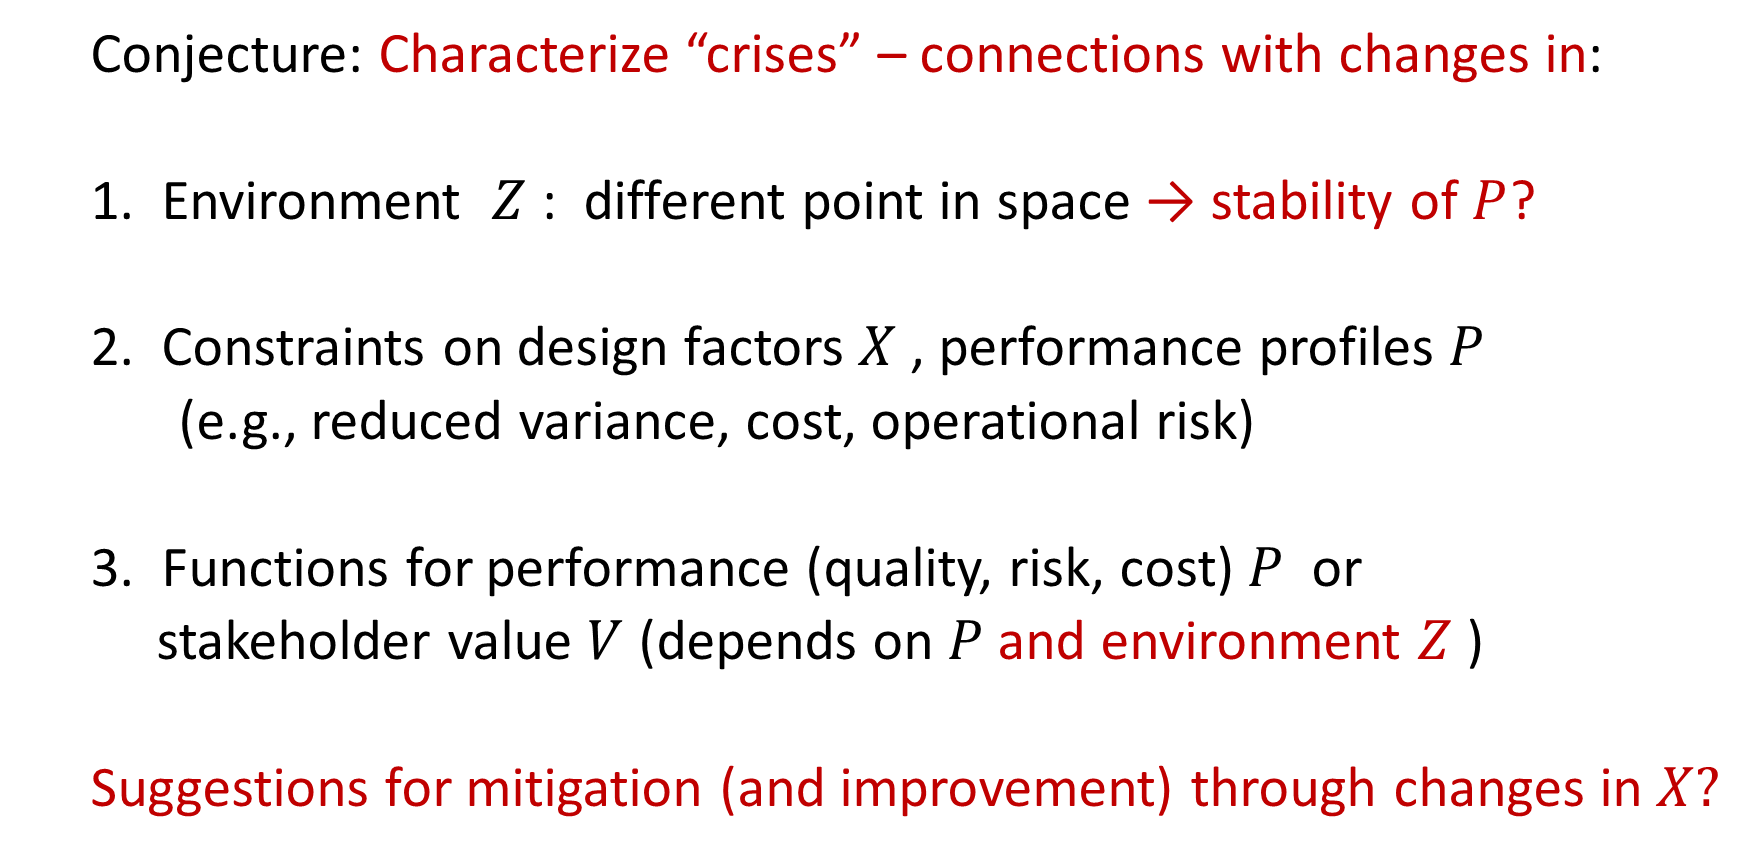 Conjecture: Characterize “crises” – connections with changes in:
1. Environment Z : different point in space → stability of P?
2. Constraints on design factors X , performance profiles P
(e.g., reduced variance, cost, operational risk)
3. Functions for performance (quality, risk, cost) P or
stakeholder value V (depends on P and environment Z )
Suggestions for mitigation (and improvement) through changes in X?